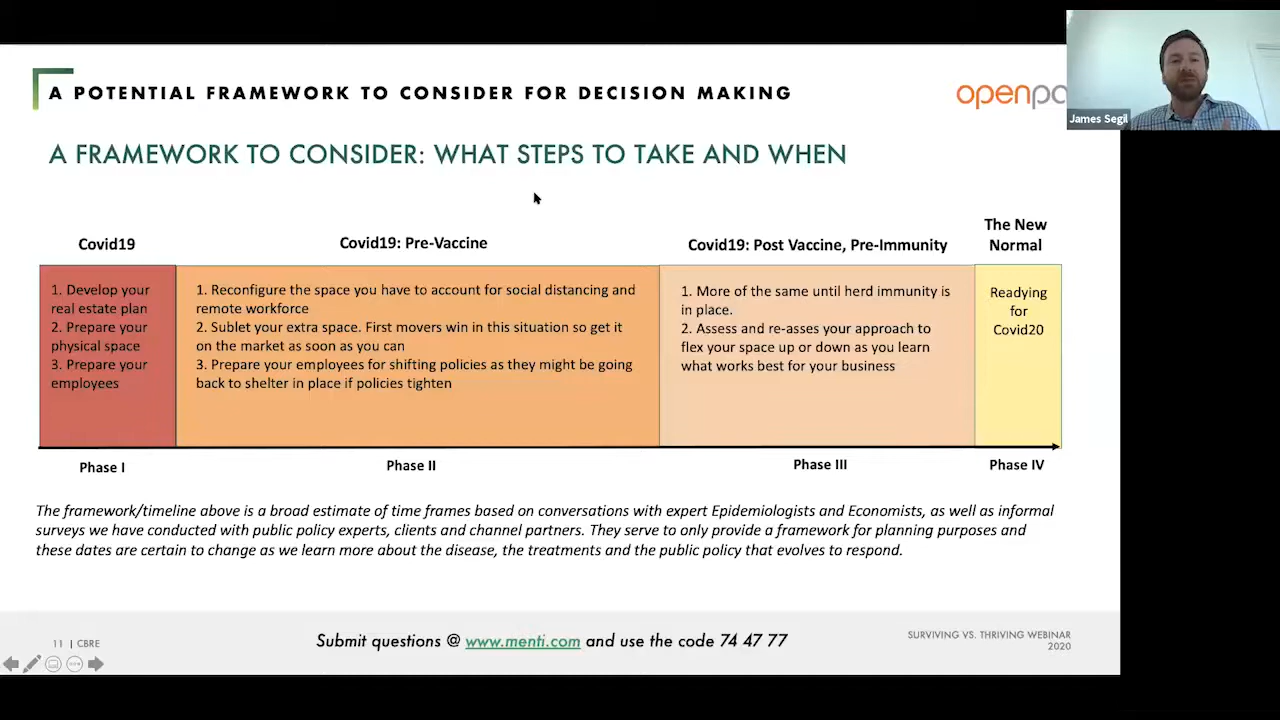 A POTENTIAL FRAMEWORK TO CONSIDER FOR DECISION MAKING
openpa
James Segil
A FRAMEWORK TO CONSIDER: WHAT STEPS TO TAKE AND WHEN
Covid19
Covid19: Pre-Vaccine
Covid19: Post Vaccine, Pre-Immunity
The New
Normal
1. Develop your
real estate plan
2. Prepare your
physical space
3. Prepare your
employees
1. Reconfigure the space you have to account for social distancing and
remote workforce
2. Sublet your extra space. First movers win in this situation so get it
on the market as soon as you can
3. Prepare your employees for shifting policies as they might be going
back to shelter in place if policies tighten
1. More of the same until herd immunity is
in place.
2. Assess and re-asses your approach to
flex your space up or down as you learn
what works best for your business
Readying
for
Covid20
Phase I
Phase II
Phase III
Phase IV
The framework/timeline above is a broad estimate of time frames based on conversations with expert Epidemiologists and Economists, as well as informal
surveys we have conducted with public policy experts, clients and channel partners. They serve to only provide a framework for planning purposes and
these dates are certain to change as we learn more about the disease, the treatments and the public policy that evolves to respond.
11 | CBRE
Submit questions @ www.menti.com and use the code 74 47 77
SURVIVING VS. THRIVING WEBINAR
2020